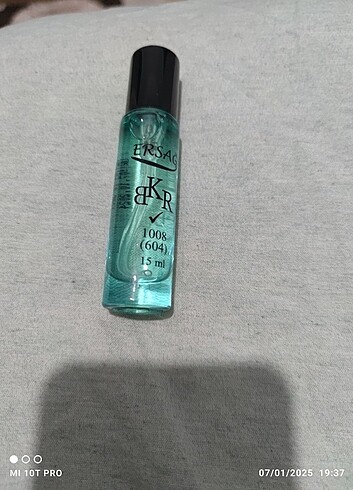 ERSAG
BKR
1008
(604)
15 ml
MI 10T PRO
07/01/2025 19:37